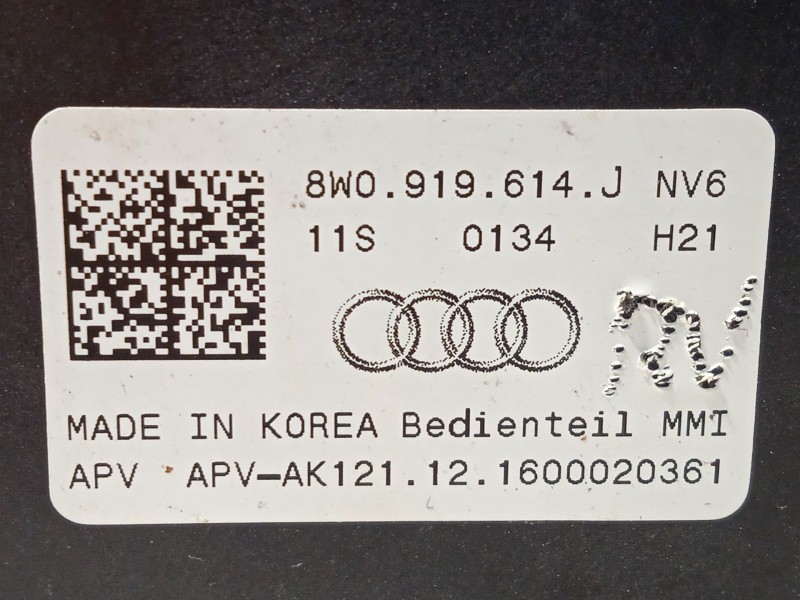 8W0.919.614.J NV6
11S 0134 H21
MADE IN KOREA Bedienteil MMI
APV APV-AK121.12.1600020361